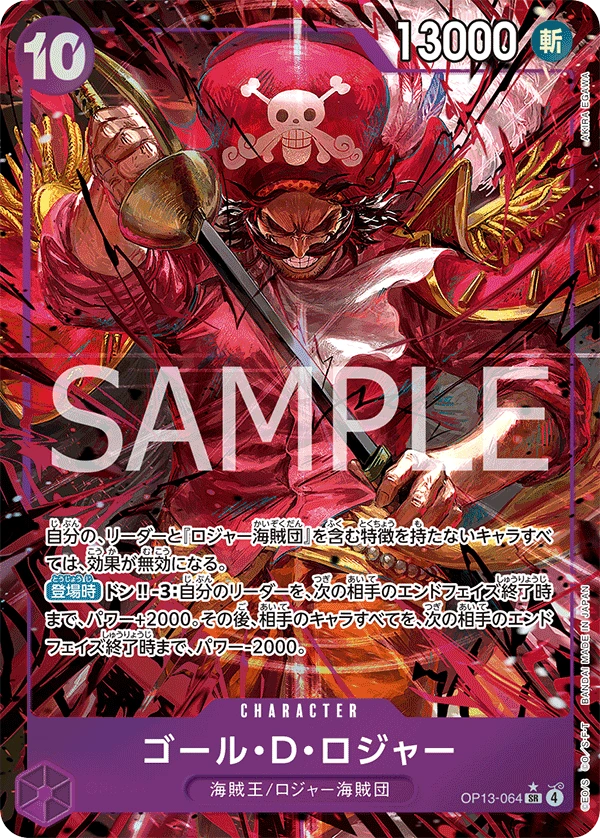 10
13000 斬
AKIRA EGAWA
SAMPLE
自分の、リーダーと『ロジャー海賊団』を含む特徴を持たないキャラすべ
ては、効果が無効になる。
登場時 ドン!!-3:自分のリーダーを、次の相手のエンドフェイズ終了時
まで、パワー+2000。その後、相手のキャラすべてを、次の相手のエンド
フェイズ終了時まで、パワー-2000。
CHARACTER
ゴール・D・ロジャー
海賊王/ロジャー海賊団
OP13-064 SR 4
©EO/S ©O/S･F･T BANDAI MADE IN JAPAN